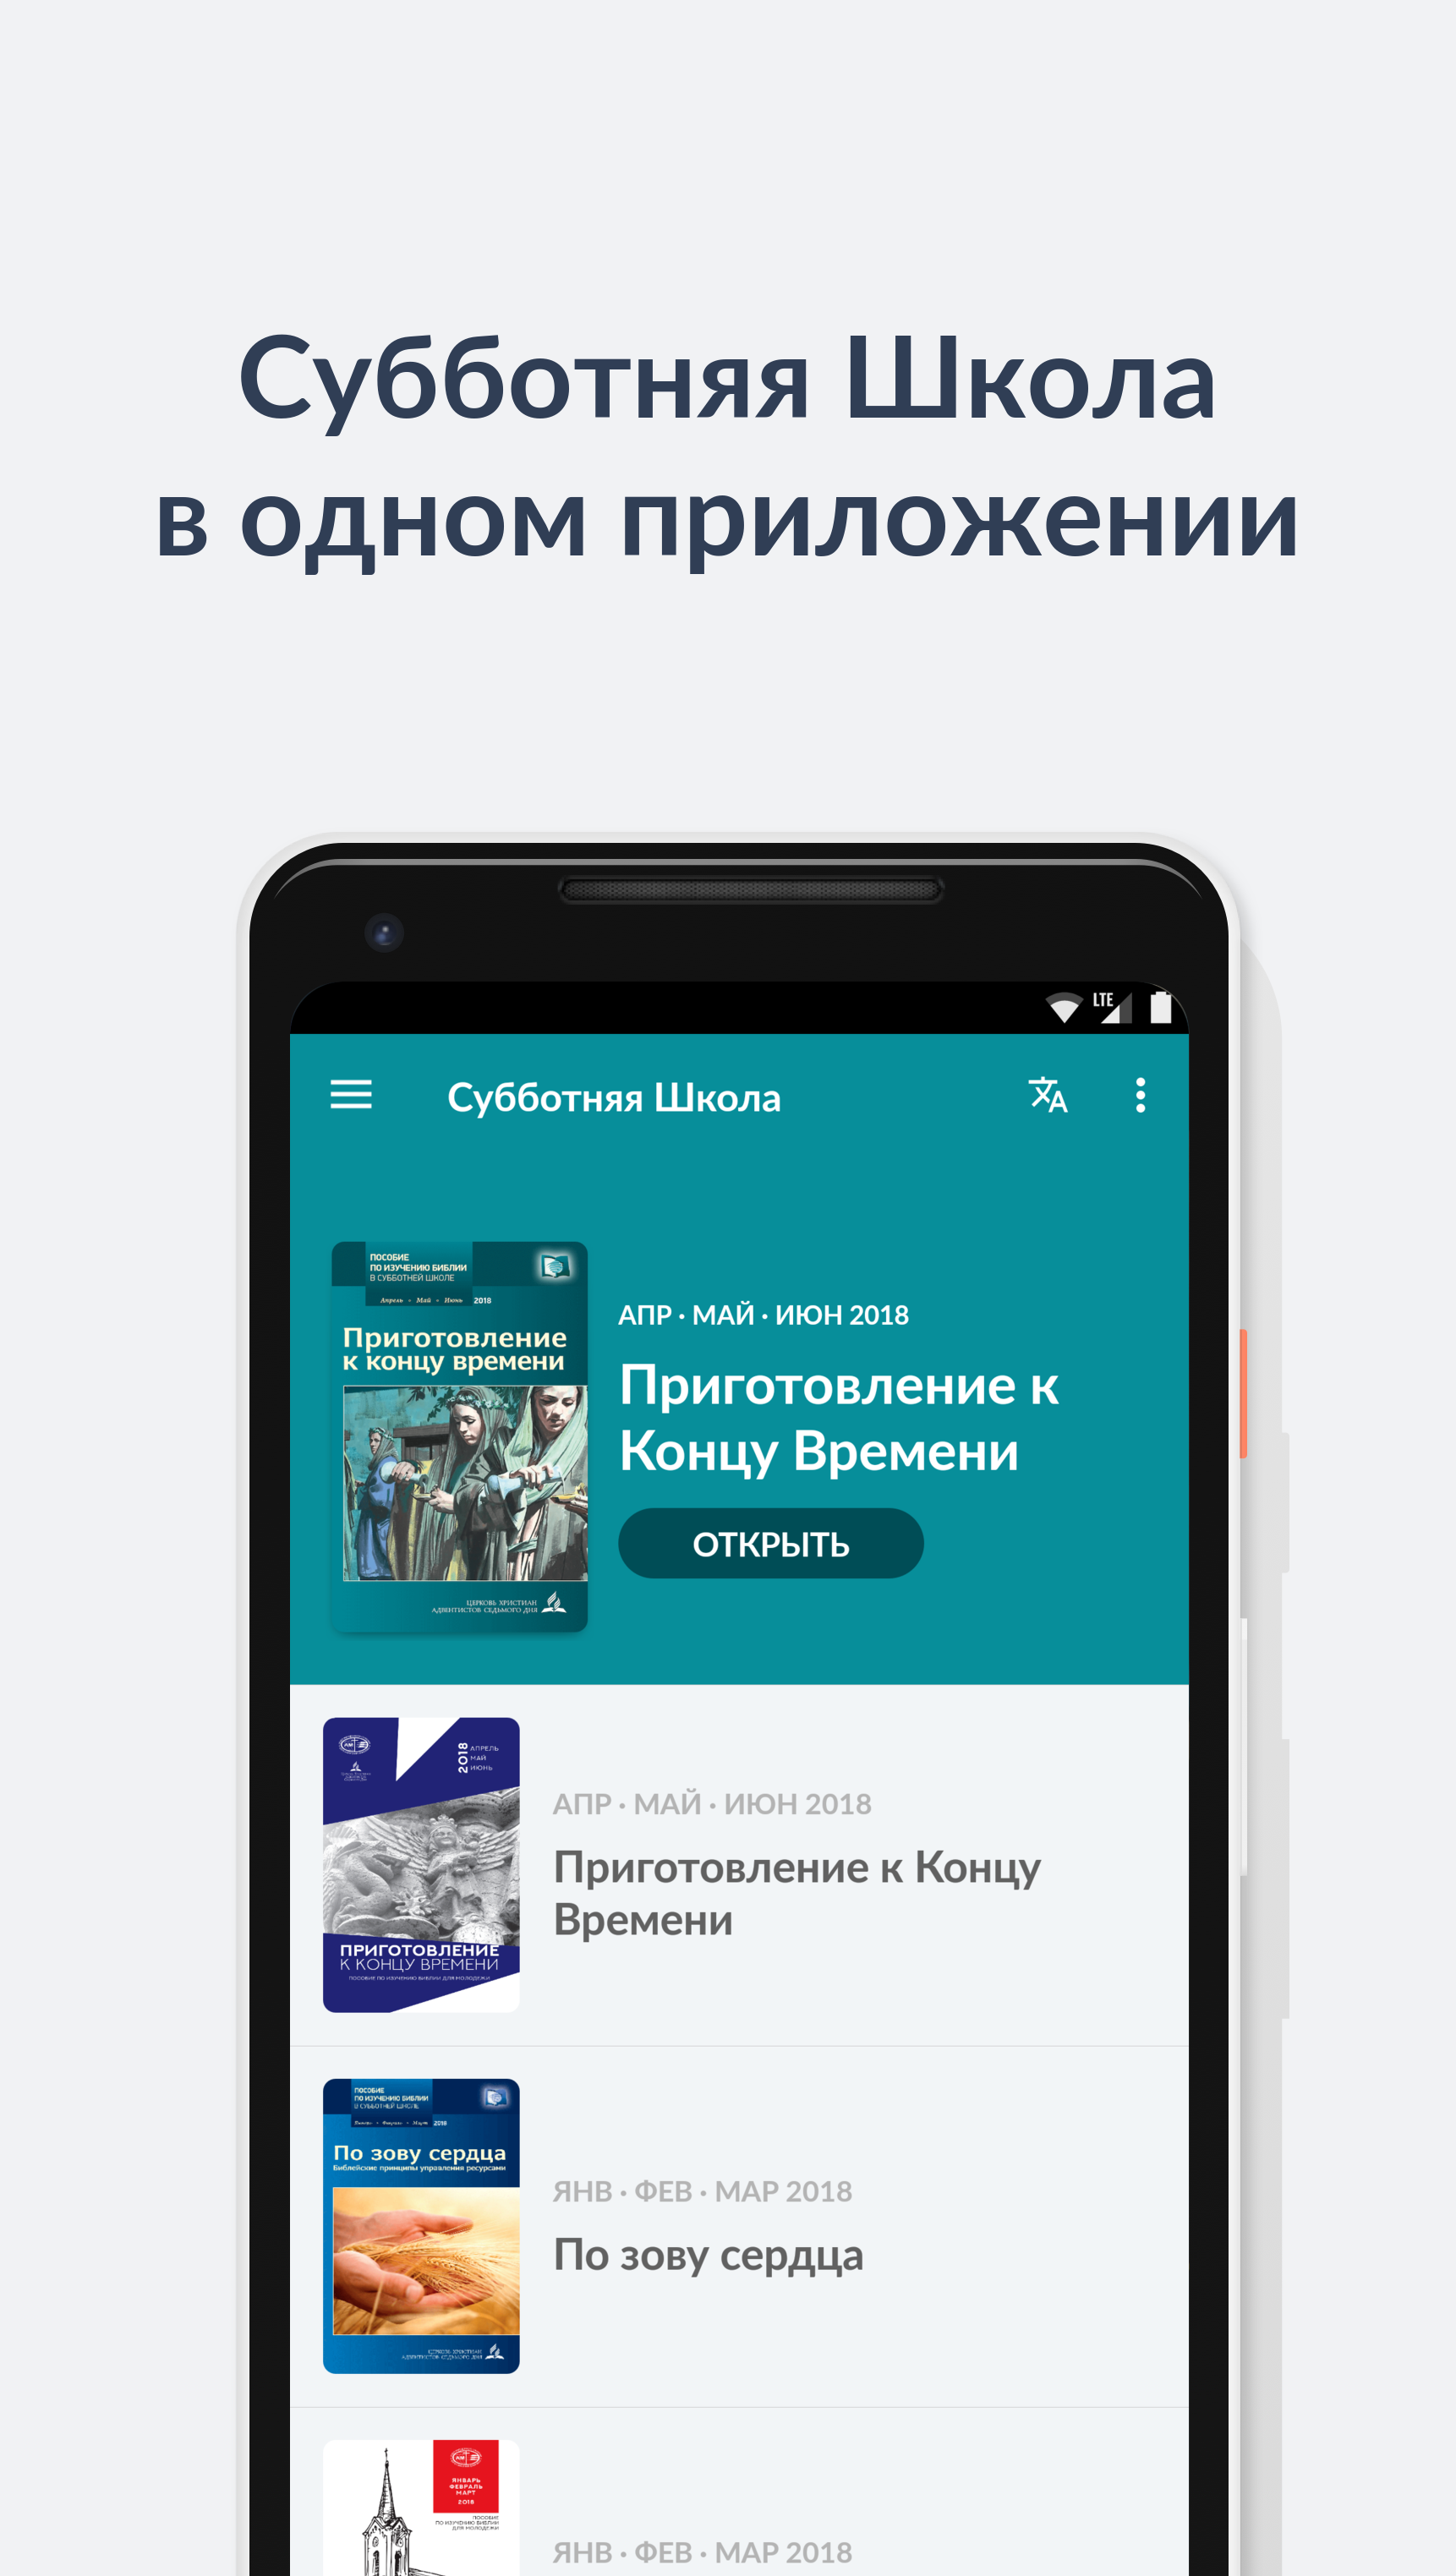 Субботняя Школа
в одном приложении
LTE
Субботняя Школа
ПОСОБИЕ
ПО ИЗУЧЕНИЮ БИБЛИИ
В СУББОТНЕЙ ШКОЛЕ
Апрель • Май • Июнь 2018
Приготовление
к концу времени
ЦЕРКОВЬ ХРИСТИАН
АДВЕНТИСТОВ СЕДЬМОГО ДНЯ
АПР · МАЙ · ИЮН 2018
Приготовление к
Концу Времени
ОТКРЫТЬ
2018
АПРЕЛЬ
МАЙ
ИЮНЬ
ПРИГОТОВЛЕНИЕ
К КОНЦУ ВРЕМЕНИ
ПОСОБИЕ ПО ИЗУЧЕНИЮ БИБЛИИ ДЛЯ МОЛОДЕЖИ
АПР · МАЙ · ИЮН 2018
Приготовление к Концу
Времени
ПОСОБИЕ
ПО ИЗУЧЕНИЮ БИБЛИИ
В СУББОТНЕЙ ШКОЛЕ
Январь • Февраль • Март 2018
По зову сердца
Библейские принципы управления ресурсами
ЦЕРКОВЬ ХРИСТИАН
АДВЕНТИСТОВ СЕДЬМОГО ДНЯ
ЯНВ · ФЕВ · МАР 2018
По зову сердца
ЯНВАРЬ
ФЕВРАЛЬ
МАРТ
2018
ПОСОБИЕ
ПО ИЗУЧЕНИЮ БИБЛИИ
ДЛЯ МОЛОДЕЖИ
ЯНВ · ФЕВ · МАР 2018